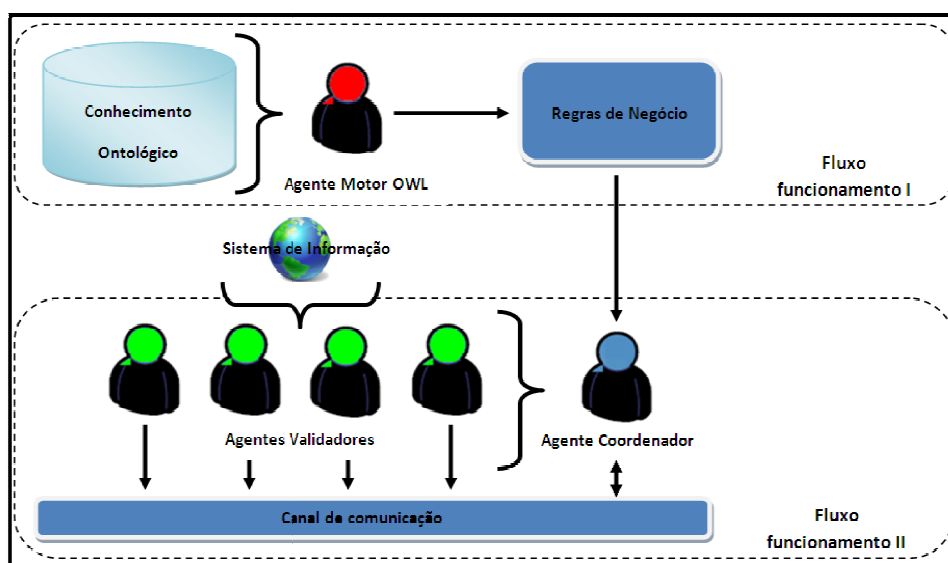 Conhecimento
Ontológico
Agente Motor OWL
Regras de Negócio
Fluxo
funcionamento I
Sistema de Informação
Agentes Validadores
Agente Coordenador
Canal de comunicação
Fluxo
funcionamento II